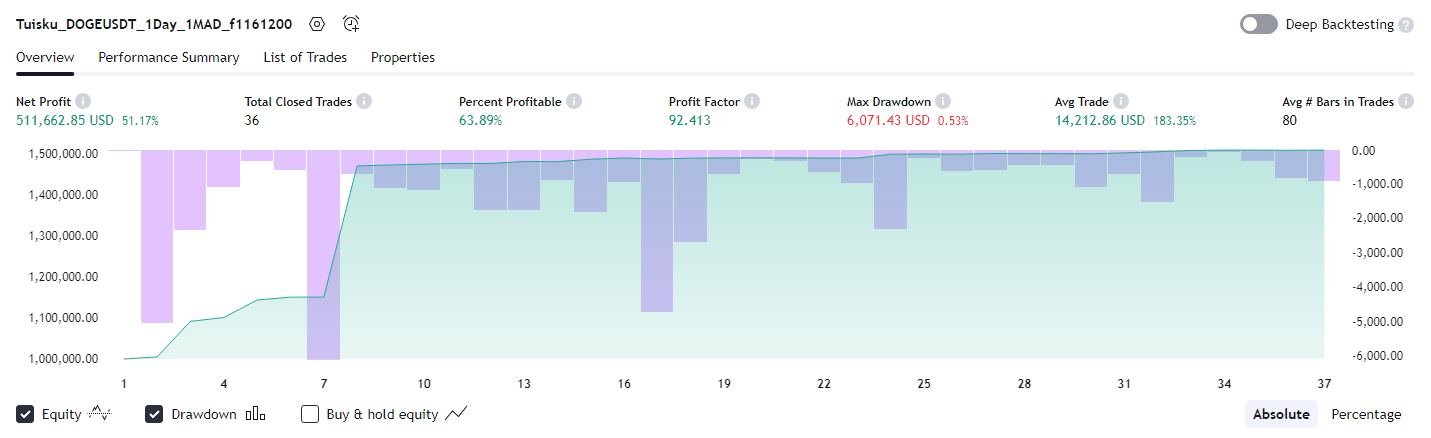 Tuisku_DOGEUSDT_1Day_1MAD_f1161200 Deep Backtesting ?
Overview Performance Summary List of Trades Properties
Net Profit Total Closed Trades Percent Profitable Profit Factor Max Drawdown Avg Trade Avg # Bars in Trades
511,662.85 USD 51.17% 36 63.89% 92.413 6,071.43 USD 0.53% 14,212.86 USD 183.35% 80
1,500,000.00 0.00
1,400,000.00 -1,000.00
-2,000.00
1,300,000.00
-3,000.00
1,200,000.00
-4,000.00
1,100,000.00 -5,000.00
1,000,000.00 -6,000.00
1 4 7 10 13 16 19 22 25 28 31 34 37
Equity Drawdown Buy & hold equity Absolute Percentage